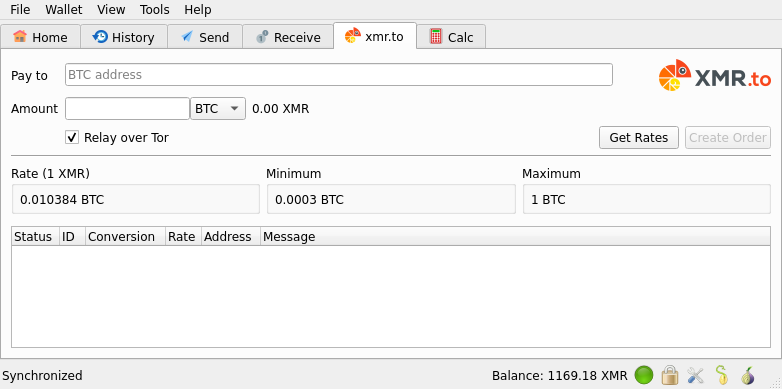 File Wallet View Tools Help
Home History Send Receive xmr.to Calc
Pay to BTC address XMR.to
Amount BTC 0.00 XMR
Relay over Tor Get Rates Create Order
Rate (1 XMR) Minimum Maximum
0.010384 BTC 0.0003 BTC 1 BTC
Status ID Conversion Rate Address Message
Synchronized Balance: 1169.18 XMR